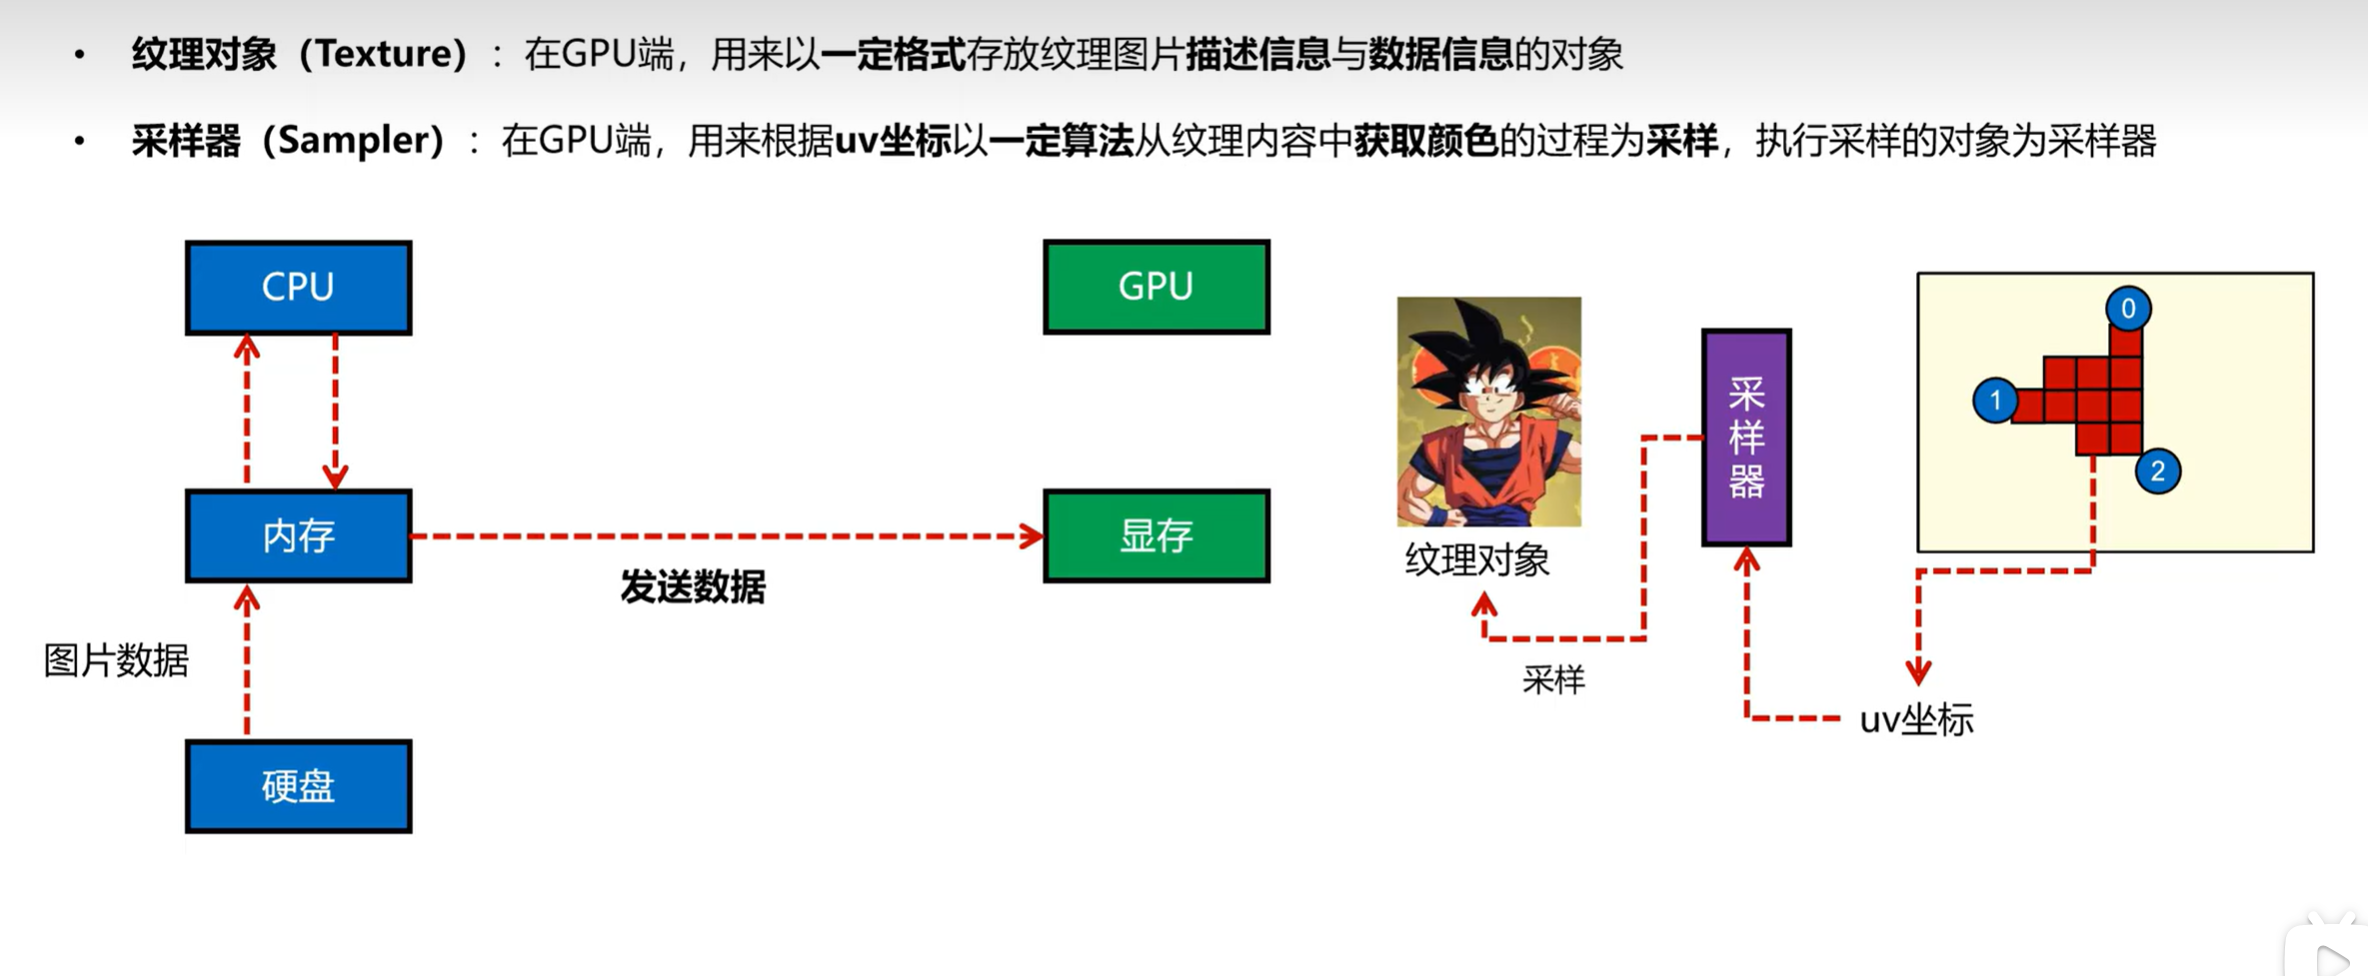 • 纹理对象（Texture）：在GPU端，用来以一定格式存放纹理图片描述信息与数据信息的对象
• 采样器（Sampler）：在GPU端，用来根据uv坐标以一定算法从纹理内容中获取颜色的过程为采样，执行采样的对象为采样器
CPU
GPU
0
采样器
1
2
内存
显存
纹理对象
发送数据
图片数据
采样
uv坐标
硬盘